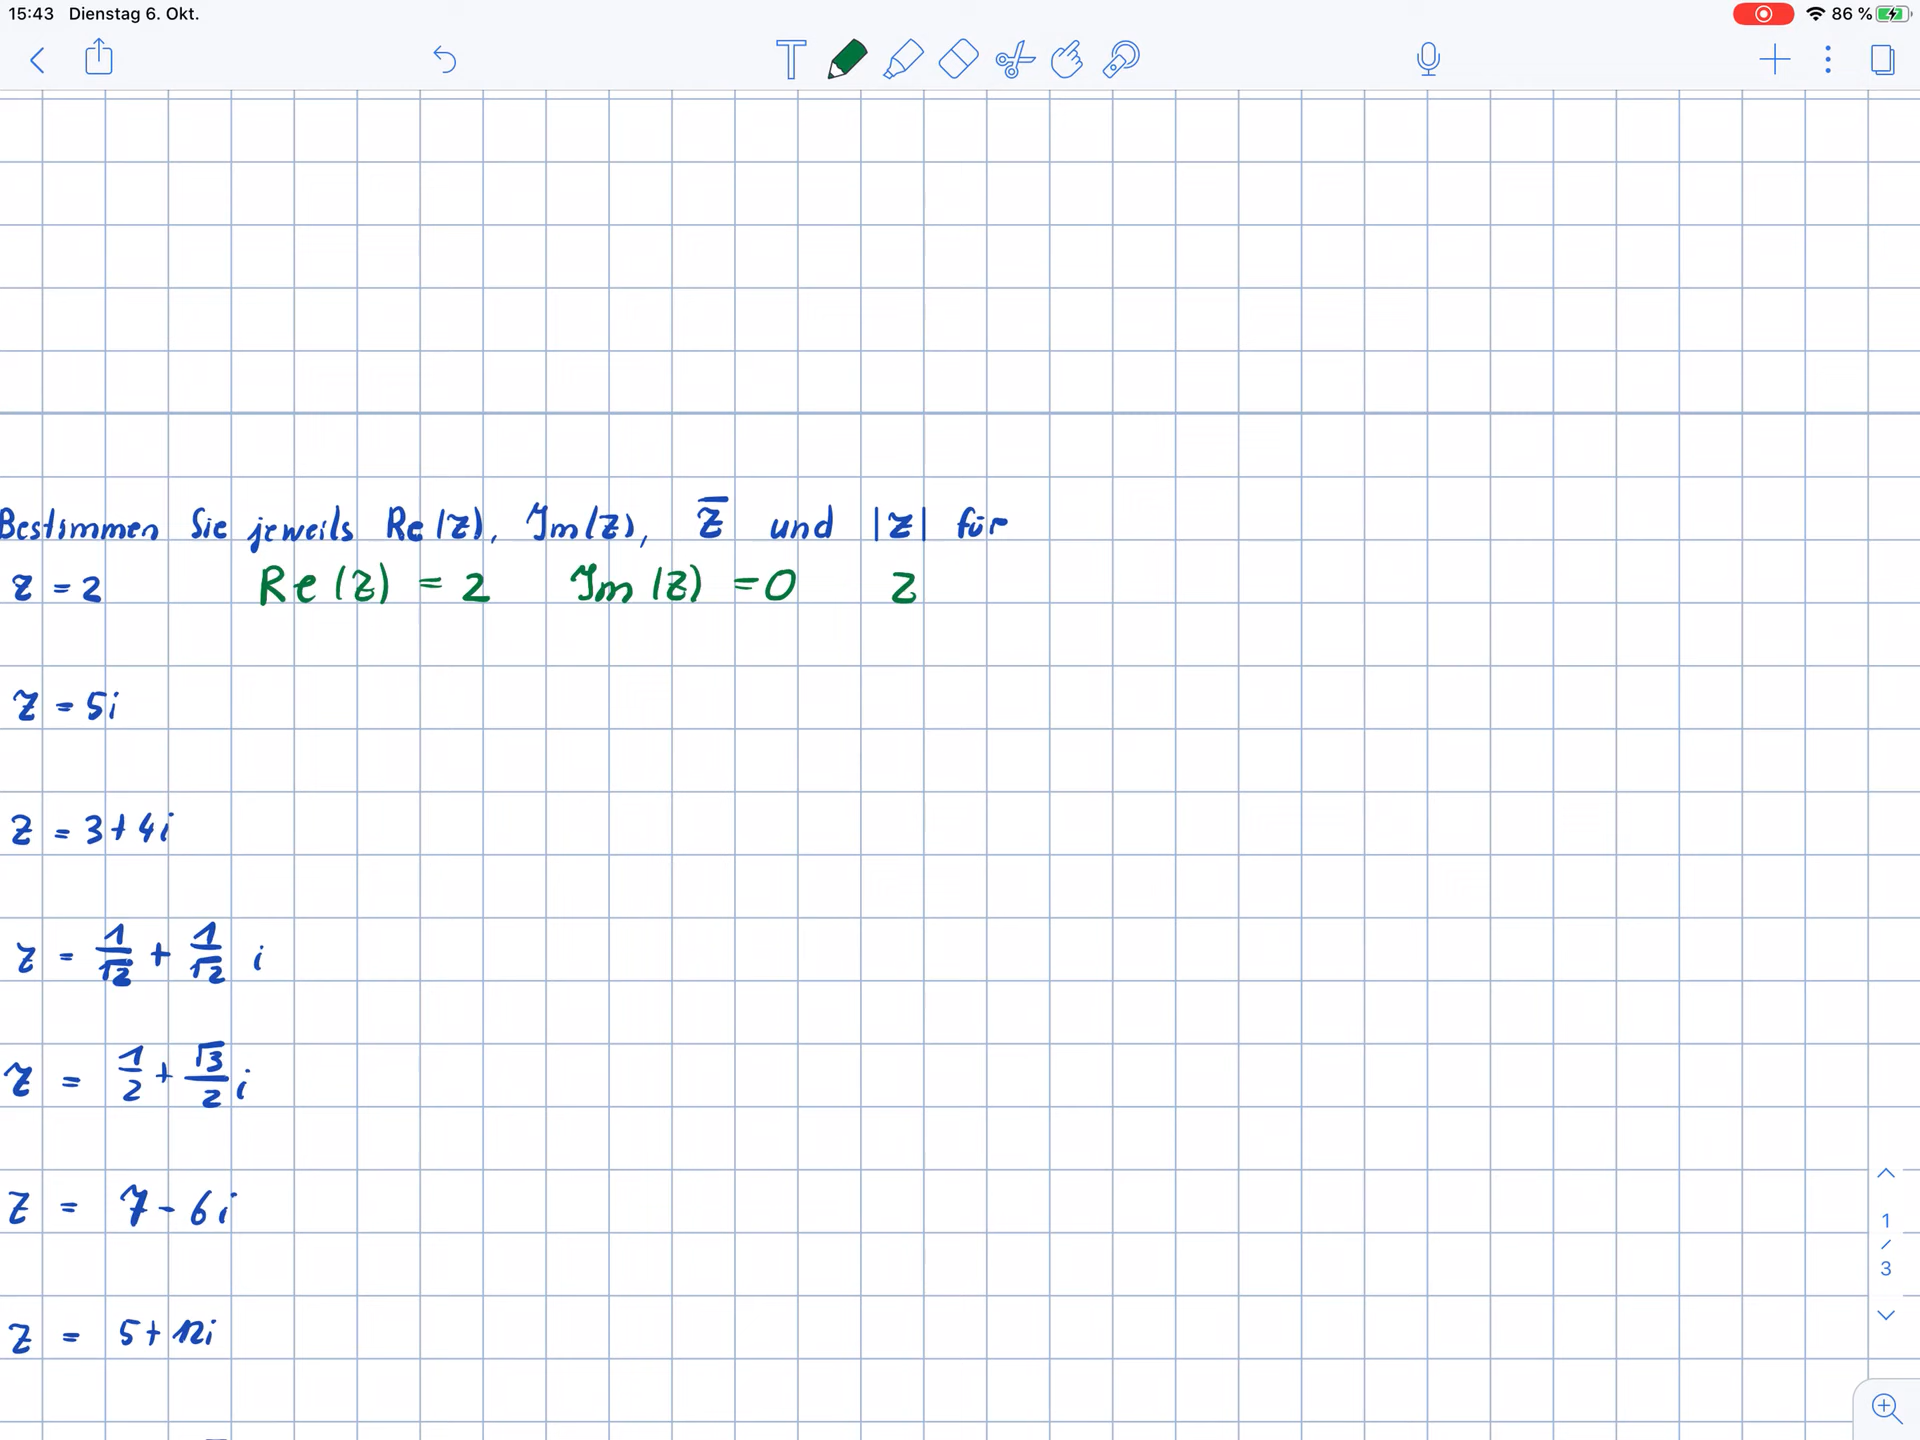 15:43 Dienstag 6. Okt. 86 %
T
Bestimmen Sie jeweils Re(z), Im(z), z̅ und |z| für
z = 2 Re(z) = 2 Im(z) = 0 z
z = 5i
z = 3 + 4i
z = 1/√2 + 1/√2 i
z = 1/2 + √3/2 i
z = 7 - 6i
z = 5 + 12i
1
/
3